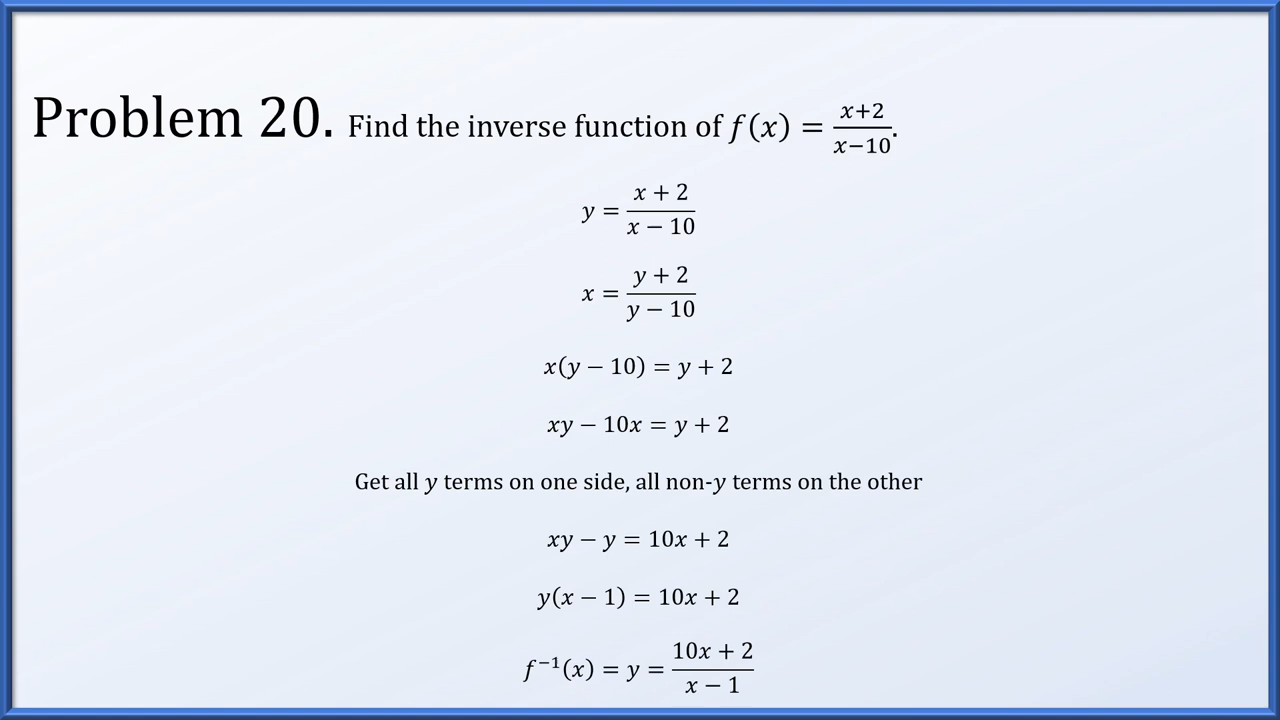 Problem 20. Find the inverse function of f(x) = (x+2)/(x−10).
y = (x + 2)/(x − 10)
x = (y + 2)/(y − 10)
x(y − 10) = y + 2
xy − 10x = y + 2
Get all y terms on one side, all non-y terms on the other
xy − y = 10x + 2
y(x − 1) = 10x + 2
f⁻¹(x) = y = (10x + 2)/(x − 1)